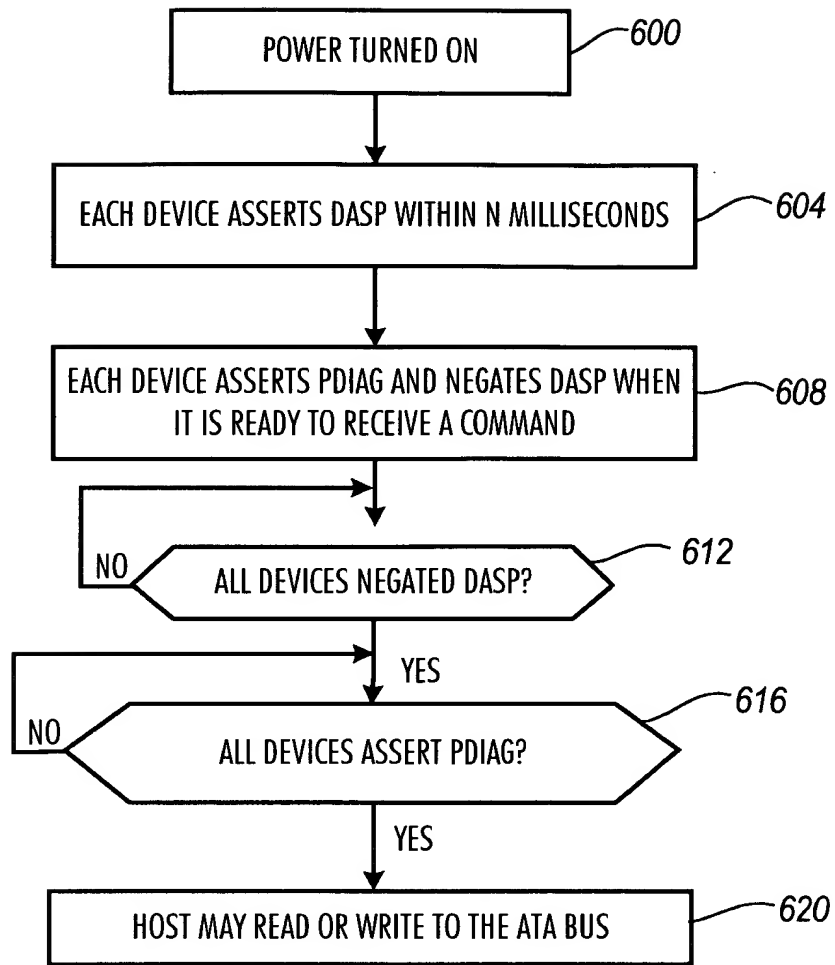 POWER TURNED ON
600
EACH DEVICE ASSERTS DASP WITHIN N MILLISECONDS
604
EACH DEVICE ASSERTS PDIAG AND NEGATES DASP WHEN
IT IS READY TO RECEIVE A COMMAND
608
NO
ALL DEVICES NEGATED DASP?
612
YES
NO
ALL DEVICES ASSERT PDIAG?
616
YES
HOST MAY READ OR WRITE TO THE ATA BUS
620